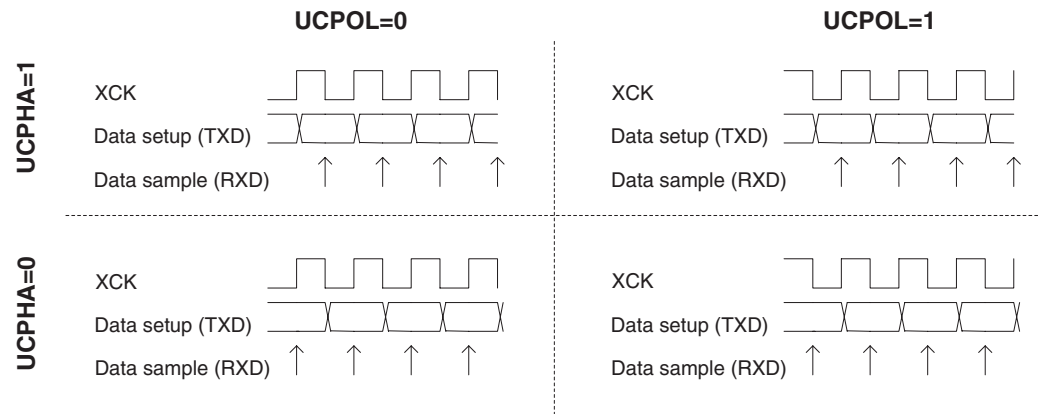 UCPOL=0
UCPOL=1
UCPHA=1
XCK
Data setup (TXD)
Data sample (RXD)
XCK
Data setup (TXD)
Data sample (RXD)
UCPHA=0
XCK
Data setup (TXD)
Data sample (RXD)
XCK
Data setup (TXD)
Data sample (RXD)